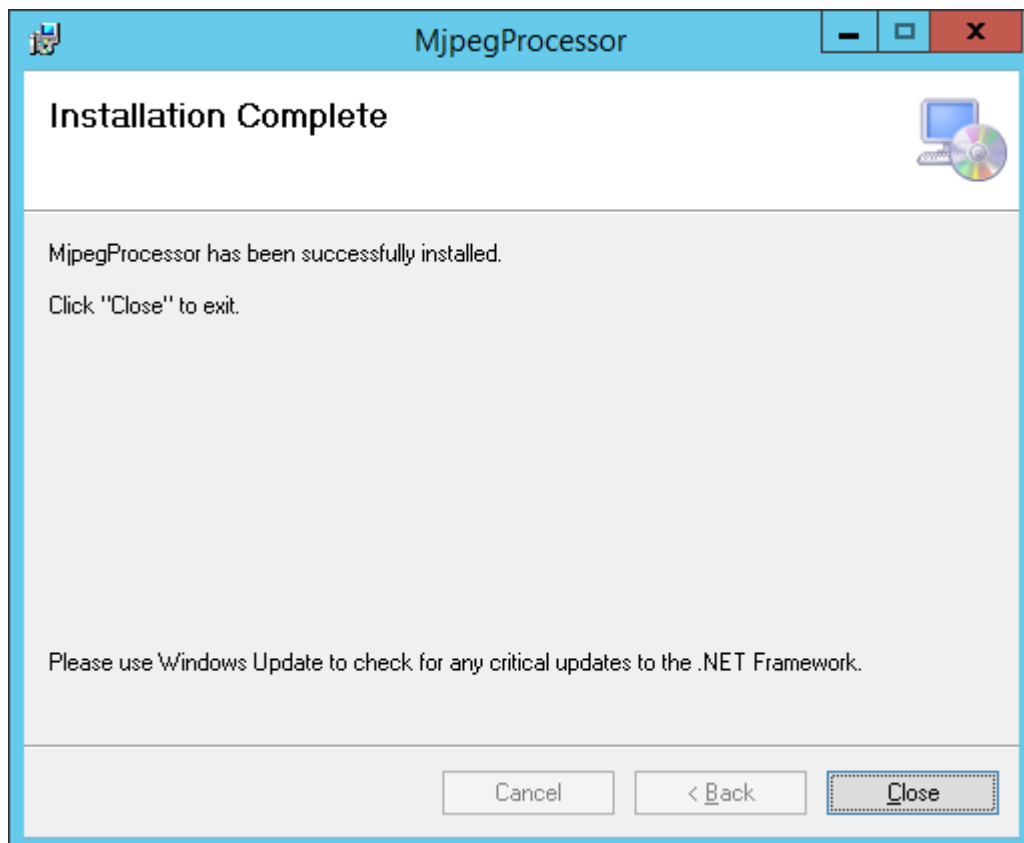 MjpegProcessor
Installation Complete
MjpegProcessor has been successfully installed.
Click "Close" to exit.
Please use Windows Update to check for any critical updates to the .NET Framework.
Cancel
< Back
Close